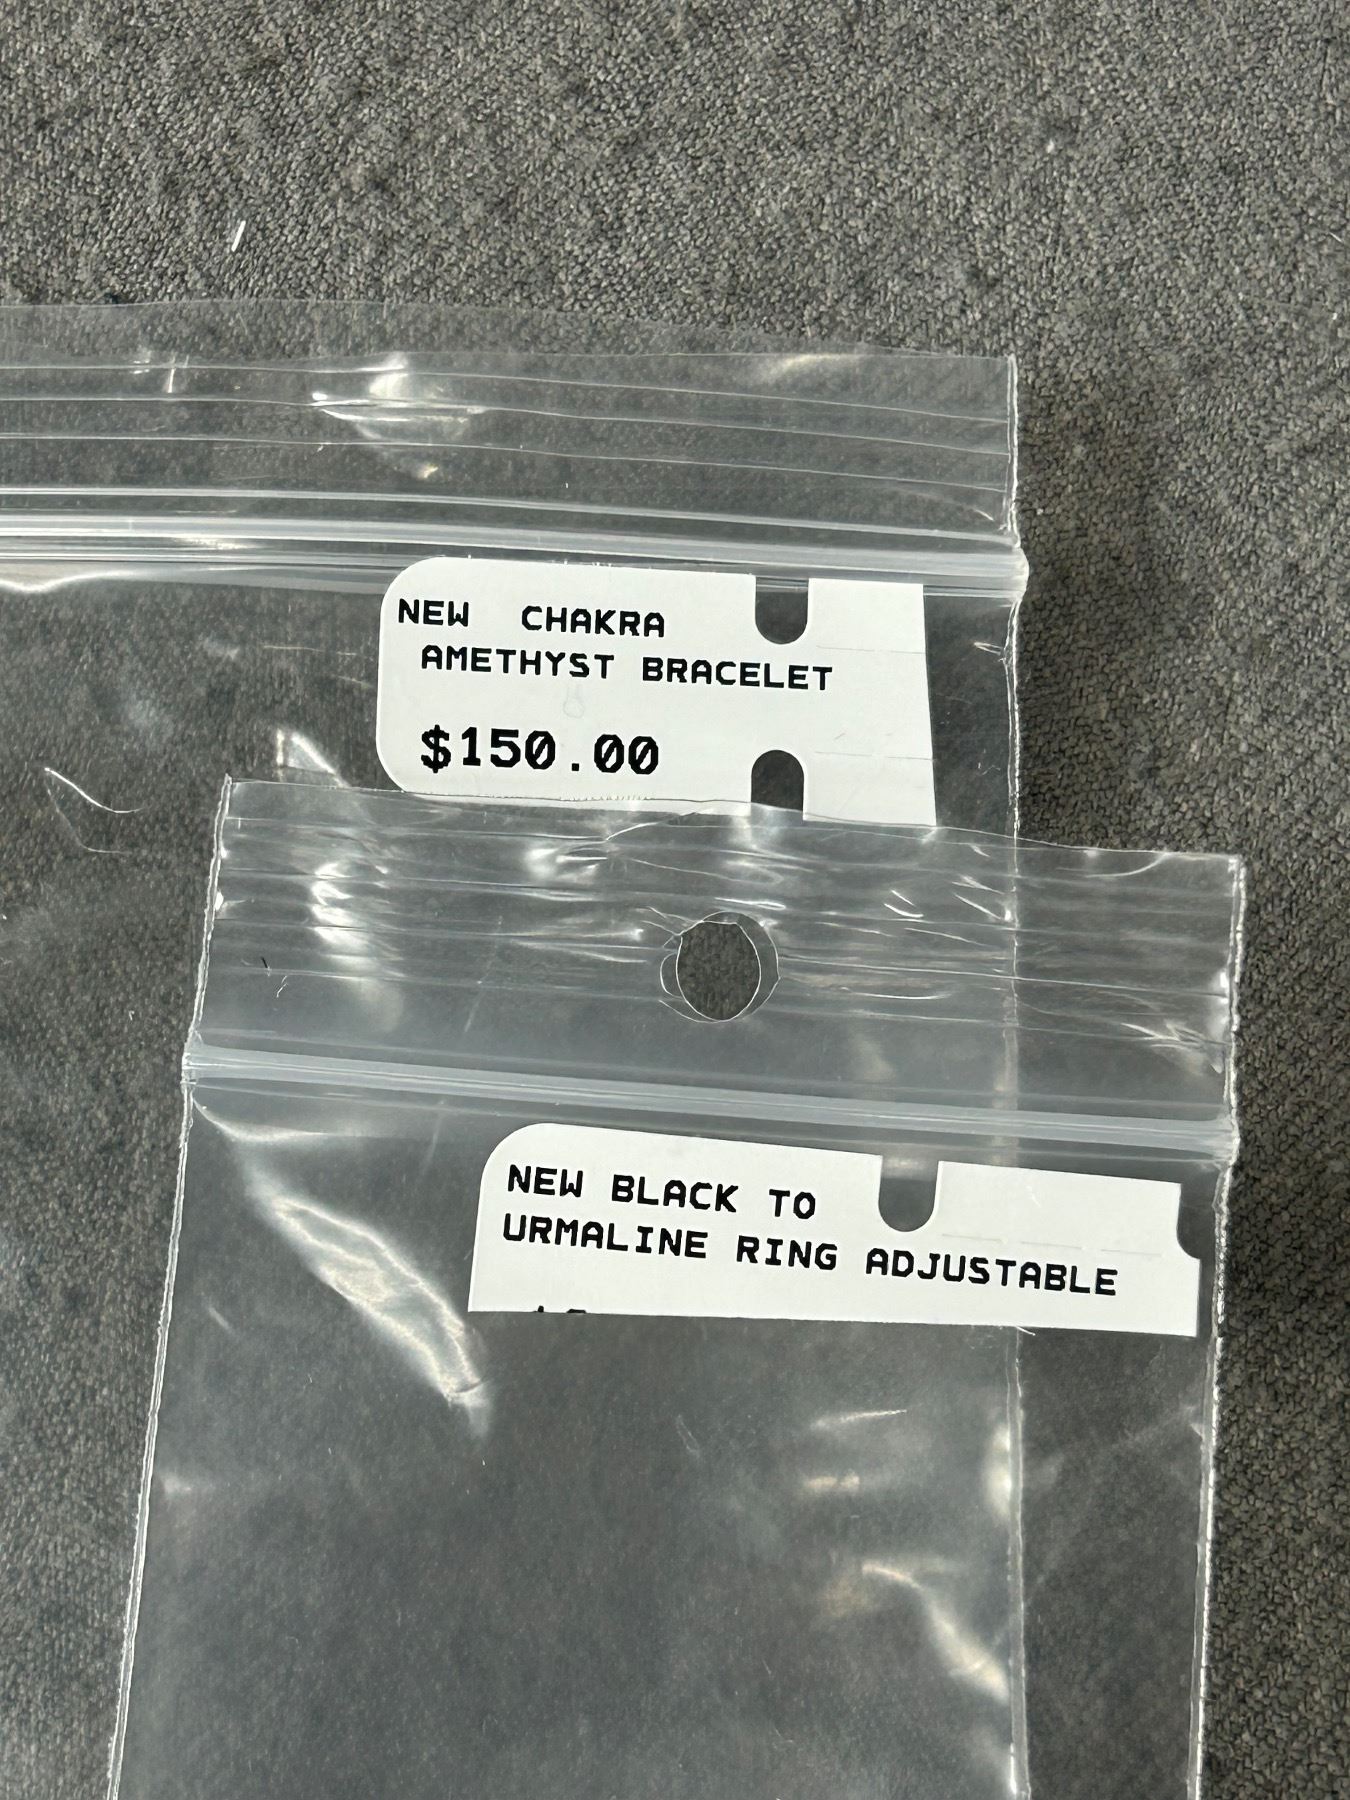 NEW CHAKRA
AMETHYST BRACELET
$150.00
NEW BLACK TO
URMALINE RING ADJUSTABLE